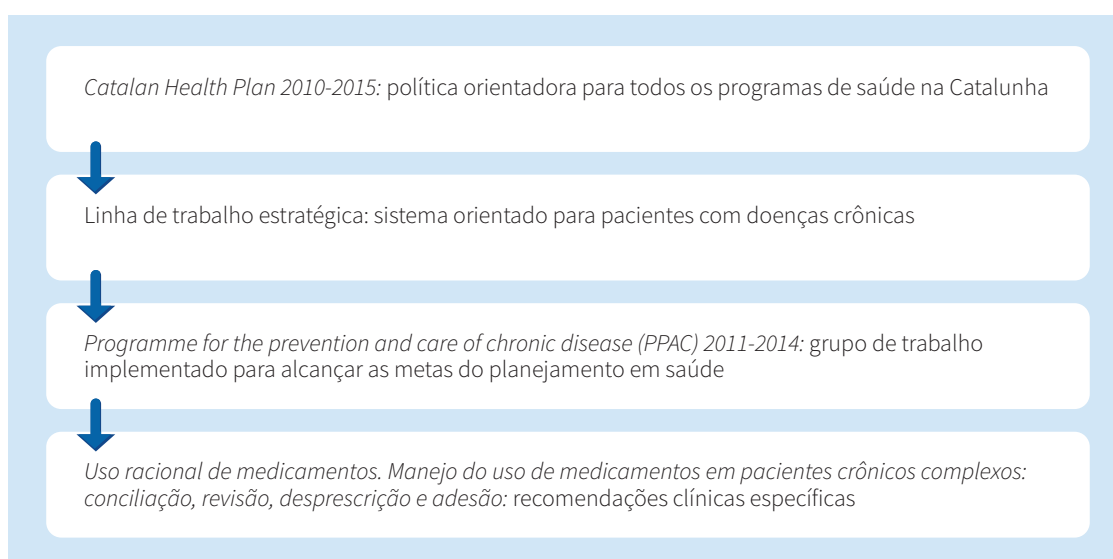 Catalan Health Plan 2010-2015: política orientadora para todos os programas de saúde na Catalunha
Linha de trabalho estratégica: sistema orientado para pacientes com doenças crônicas
Programme for the prevention and care of chronic disease (PPAC) 2011-2014: grupo de trabalho
implementado para alcançar as metas do planejamento em saúde
Uso racional de medicamentos. Manejo do uso de medicamentos em pacientes crônicos complexos:
conciliação, revisão, desprescrição e adesão: recomendações clínicas específicas